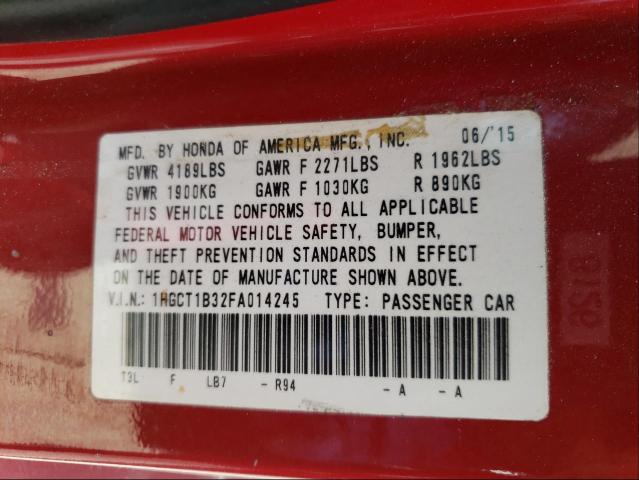 MFD. BY HONDA OF AMERICA MFG., INC. 06/'15
GVWR 4189LBS GAWR F 2271LBS R 1962LBS
GVWR 1900KG GAWR F 1030KG R 890KG
THIS VEHICLE CONFORMS TO ALL APPLICABLE
FEDERAL MOTOR VEHICLE SAFETY, BUMPER,
AND THEFT PREVENTION STANDARDS IN EFFECT
ON THE DATE OF MANUFACTURE SHOWN ABOVE.
V.I.N.: 1HGCT1B32FA014245 TYPE: PASSENGER CAR
T3L F LB7 - R94 - A - A